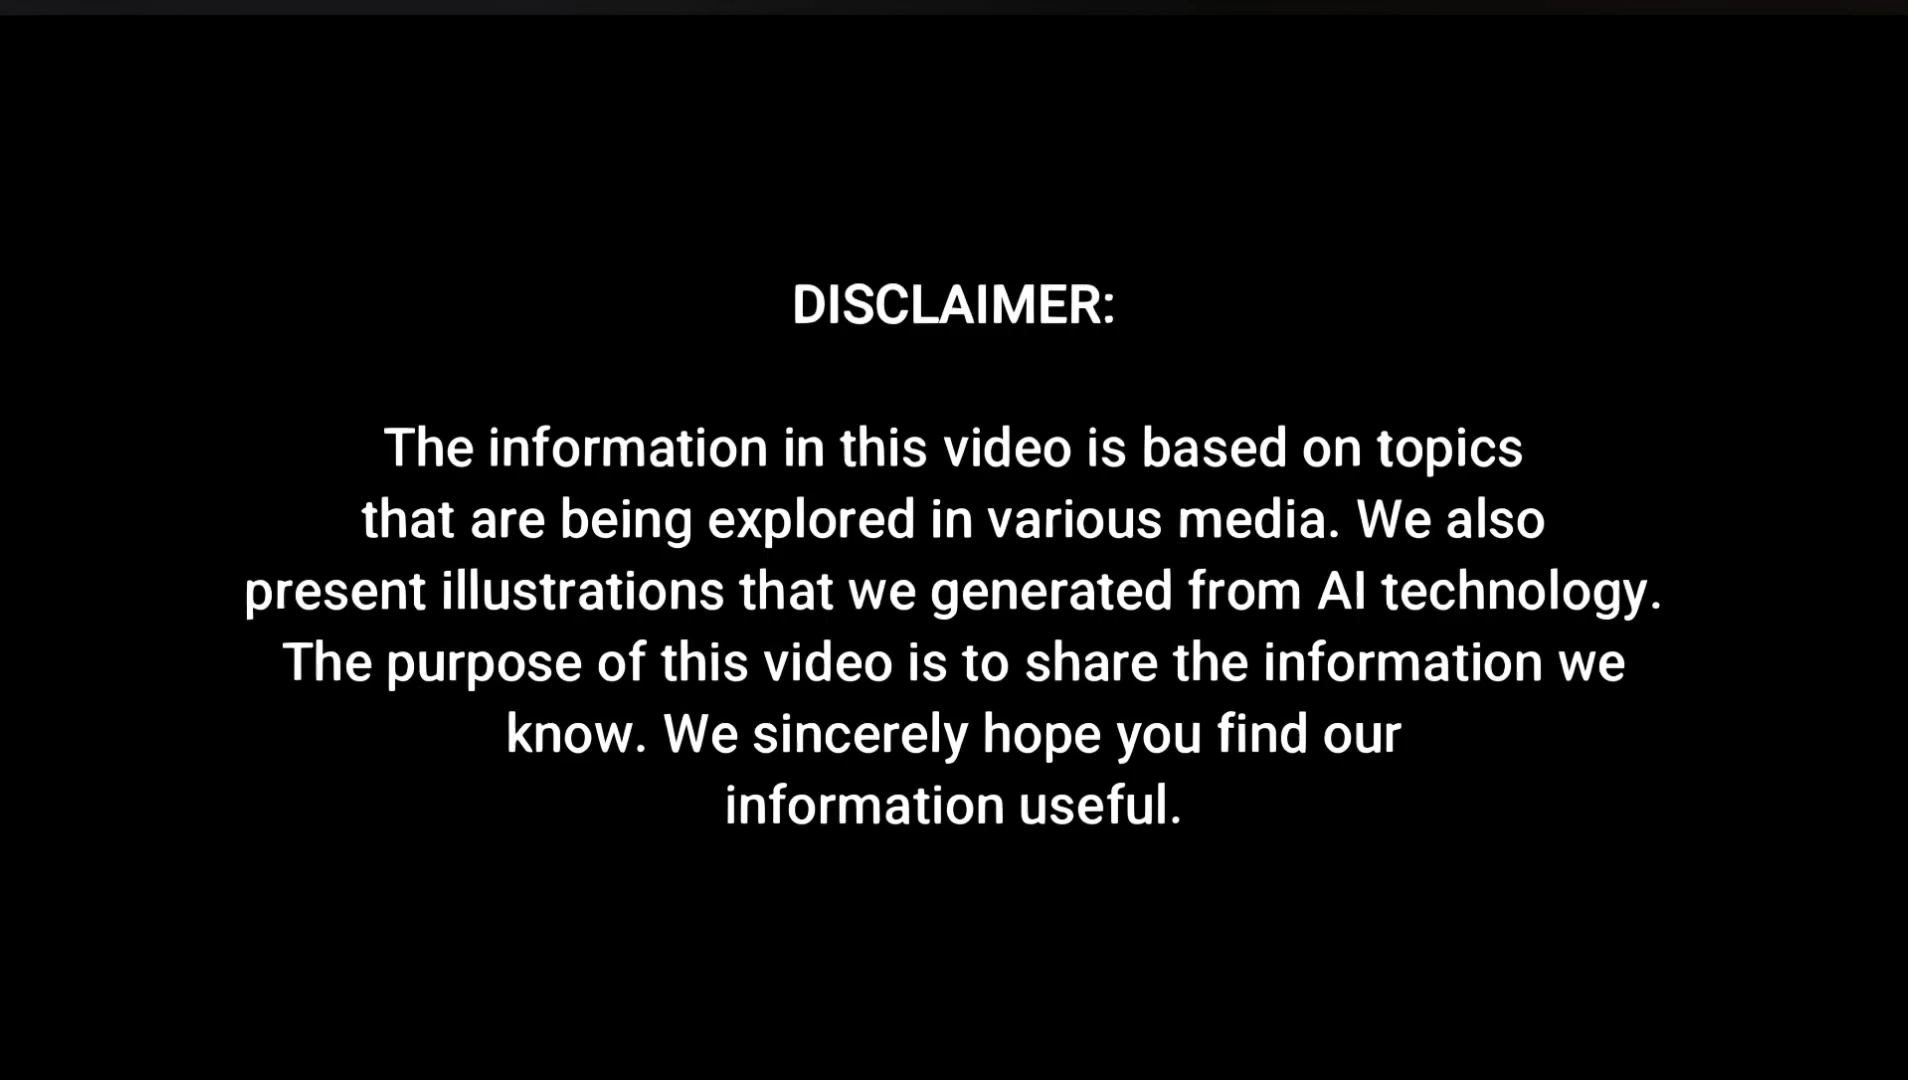 DISCLAIMER:
The information in this video is based on topics
that are being explored in various media. We also
present illustrations that we generated from AI technology.
The purpose of this video is to share the information we
know. We sincerely hope you find our
information useful.